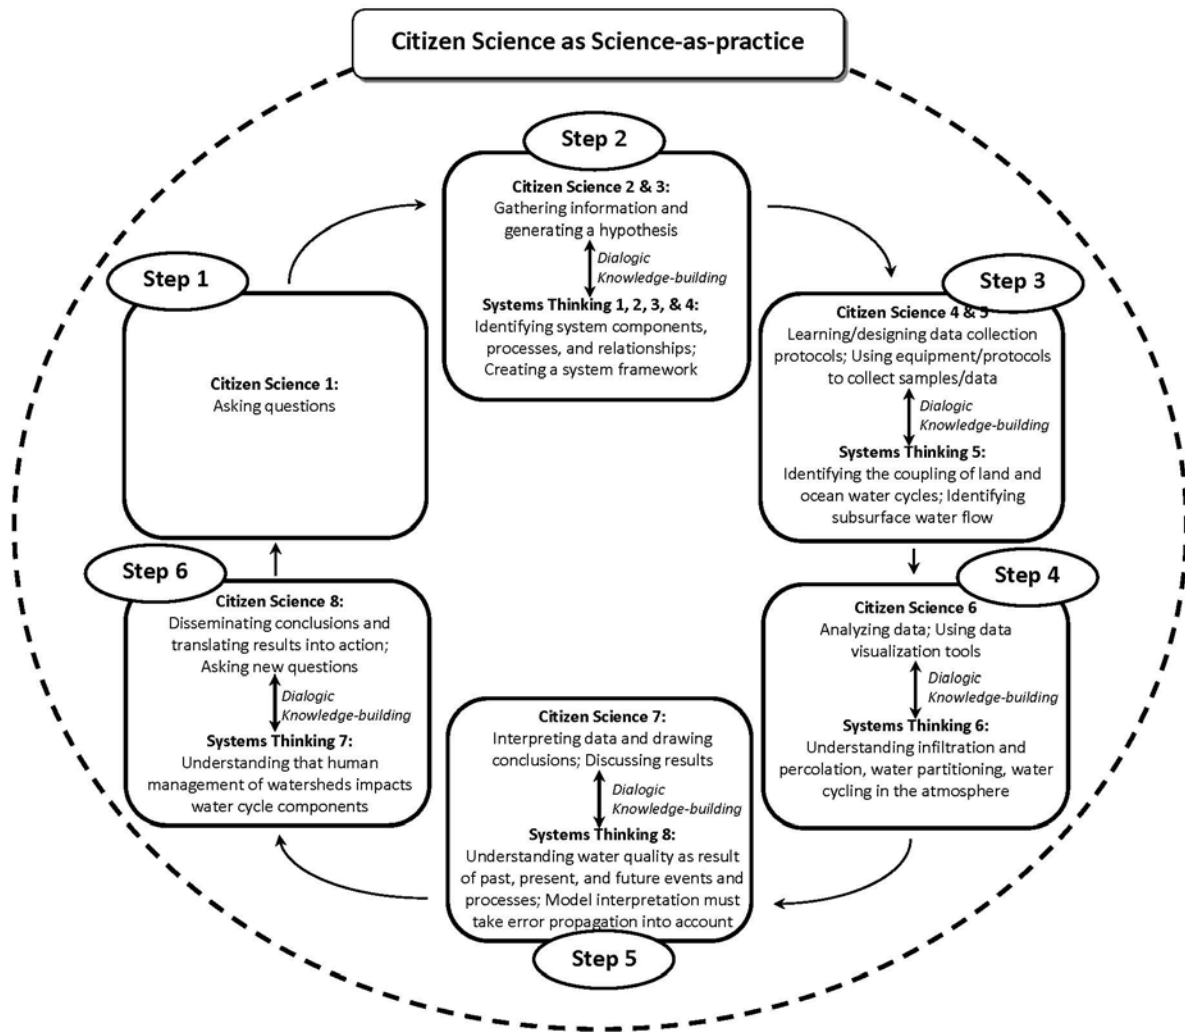 Citizen Science as Science-as-practice
Step 1
Citizen Science 1:
Asking questions
Step 2
Citizen Science 2 & 3:
Gathering information and
generating a hypothesis
Dialogic
Knowledge-building
Systems Thinking 1, 2, 3, & 4:
Identifying system components,
processes, and relationships;
Creating a system framework
Step 3
Citizen Science 4 & 5
Learning/designing data collection
protocols; Using equipment/protocols
to collect samples/data
Dialogic
Knowledge-building
Systems Thinking 5:
Identifying the coupling of land and
ocean water cycles; Identifying
subsurface water flow
Step 4
Citizen Science 6
Analyzing data; Using data
visualization tools
Dialogic
Knowledge-building
Systems Thinking 6:
Understanding infiltration and
percolation, water partitioning, water
cycling in the atmosphere
Citizen Science 7:
Interpreting data and drawing
conclusions; Discussing results
Dialogic
Knowledge-building
Systems Thinking 8:
Understanding water quality as result
of past, present, and future events and
processes; Model interpretation must
take error propagation into account
Step 5
Step 6
Citizen Science 8:
Disseminating conclusions and
translating results into action;
Asking new questions
Dialogic
Knowledge-building
Systems Thinking 7:
Understanding that human
management of watersheds impacts
water cycle components